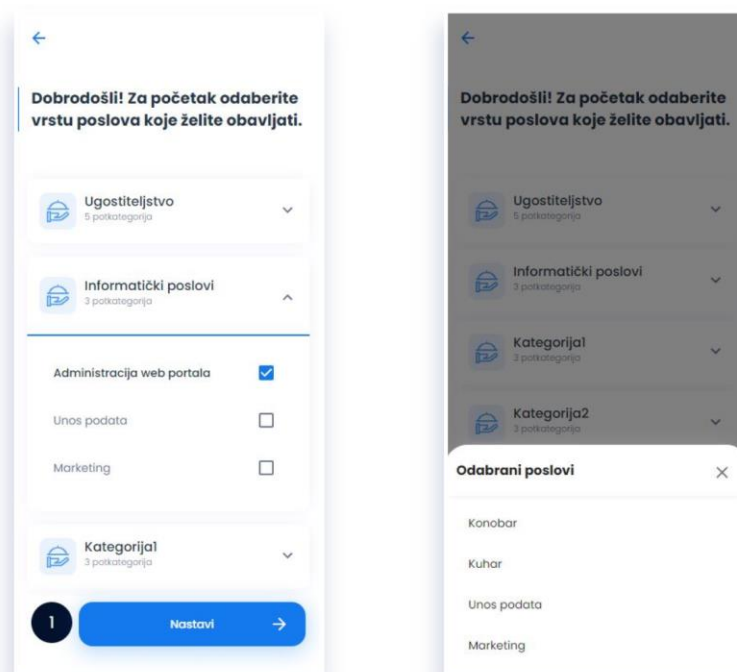 Dobrodošli! Za početak odaberite
vrstu poslova koje želite obavljati.
Ugostiteljstvo
5 potkategorija
Informatički poslovi
3 potkategorija
Administracija web portala
Unos podata
Marketing
Kategorija1
3 potkategorija
1
Nastavi
Dobrodošli! Za početak odaberite
vrstu poslova koje želite obavljati.
Ugostiteljstvo
5 potkategorija
Informatički poslovi
3 potkategorija
Kategorija1
3 potkategorija
Kategorija2
3 potkategorija
Odabrani poslovi
Konobar
Kuhar
Unos podata
Marketing